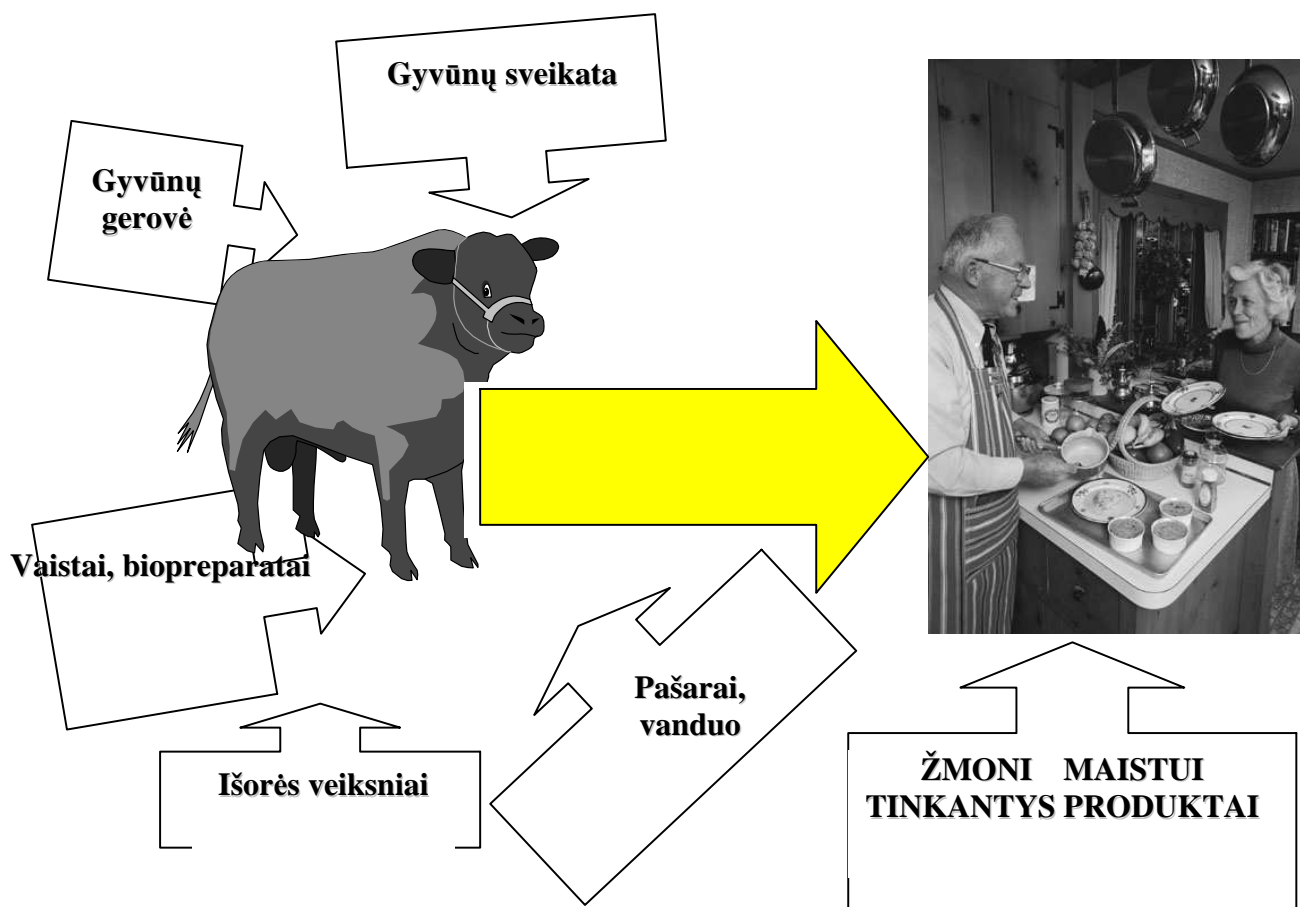 Gyvūnų sveikata
Gyvūnų
gerovė
Vaistai, biopreparatai
Pašarai,
vanduo
Išorės veiksniai
ŽMONI MAISTUI
TINKANTYS PRODUKTAI